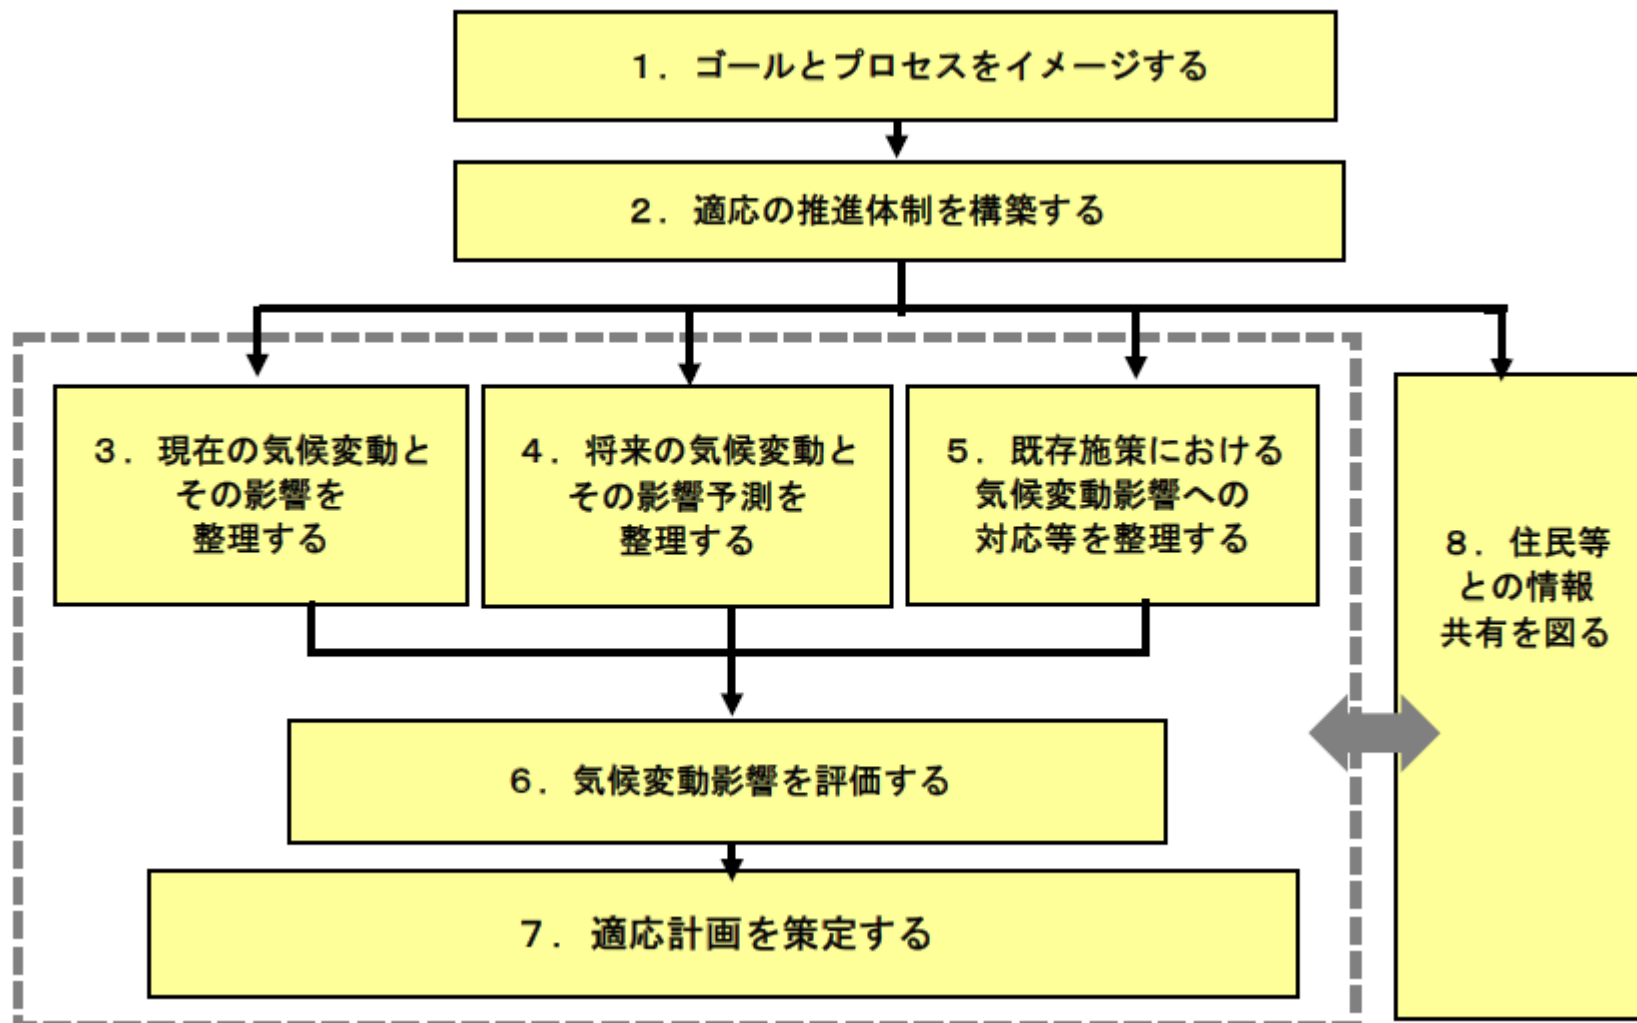 １．ゴールとプロセスをイメージする
２．適応の推進体制を構築する
３．現在の気候変動と
その影響を
整理する
４．将来の気候変動と
その影響予測を
整理する
５．既存施策における
気候変動影響への
対応等を整理する
８．住民等
との情報
共有を図る
６．気候変動影響を評価する
７．適応計画を策定する